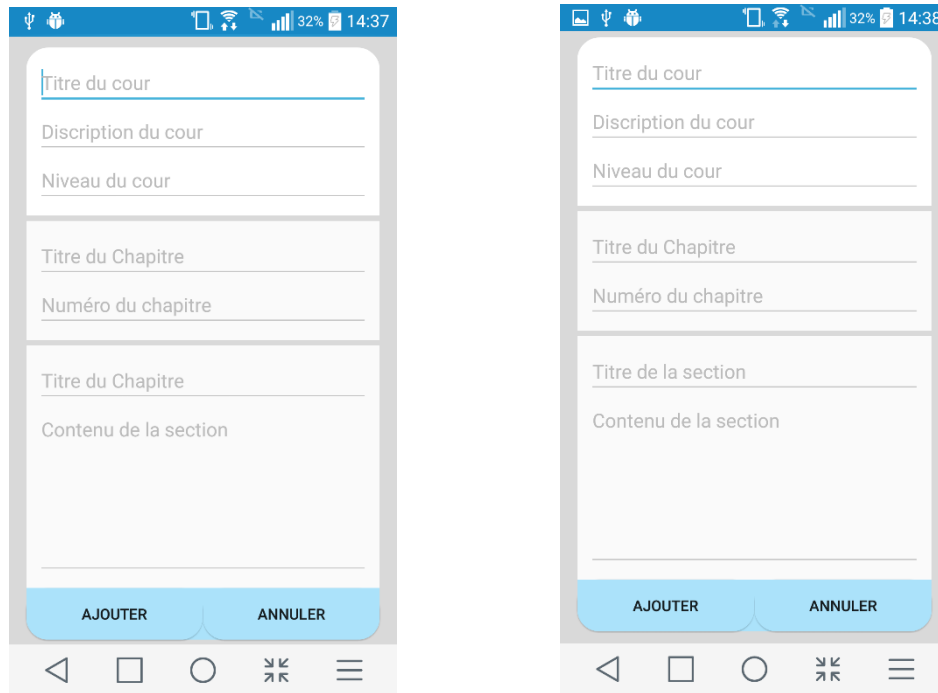 32% 14:37
Titre du cour
Discription du cour
Niveau du cour
Titre du Chapitre
Numéro du chapitre
Titre du Chapitre
Contenu de la section
AJOUTER ANNULER
32% 14:38
Titre du cour
Discription du cour
Niveau du cour
Titre du Chapitre
Numéro du chapitre
Titre de la section
Contenu de la section
AJOUTER ANNULER